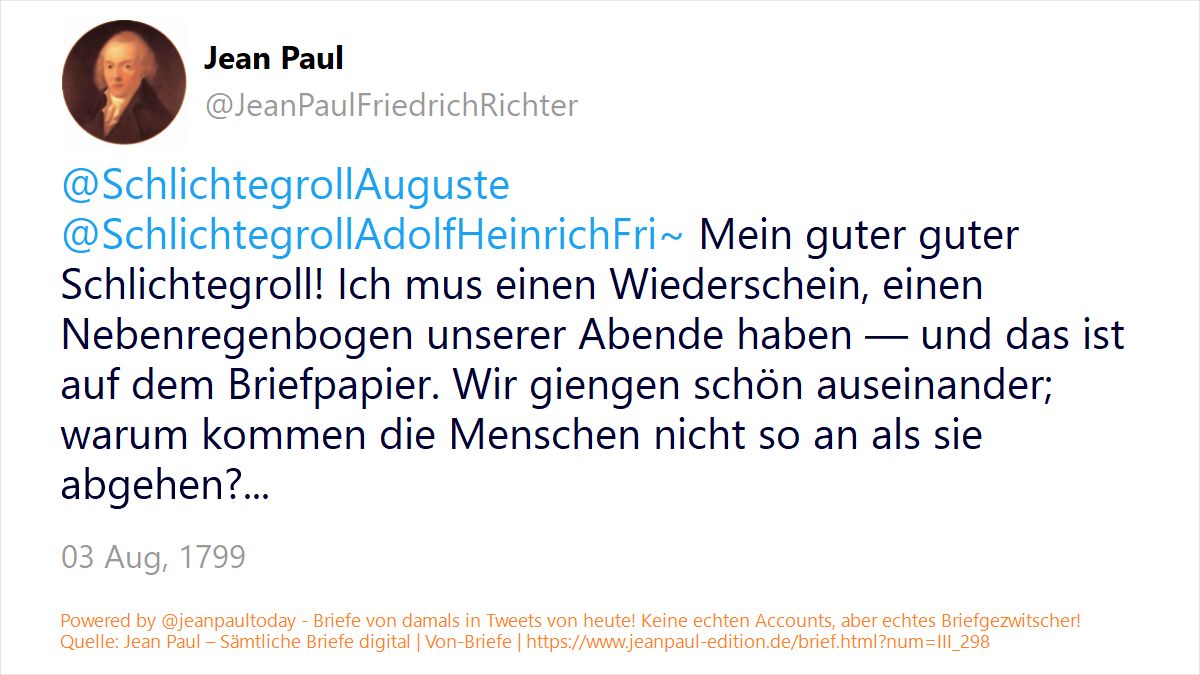 Jean Paul
@JeanPaulFriedrichRichter
@SchlichtegrollAuguste
@SchlichtegrollAdolfHeinrichFri~ Mein guter guter
Schlichtegroll! Ich mus einen Wiederschein, einen
Nebenregenbogen unserer Abende haben — und das ist
auf dem Briefpapier. Wir giengen schön auseinander;
warum kommen die Menschen nicht so an als sie
abgehen?...
03 Aug, 1799
Powered by @jeanpaultoday - Briefe von damals in Tweets von heute! Keine echten Accounts, aber echtes Briefgezwitscher!
Quelle: Jean Paul – Sämtliche Briefe digital | Von-Briefe | https://www.jeanpaul-edition.de/brief.html?num=III_298